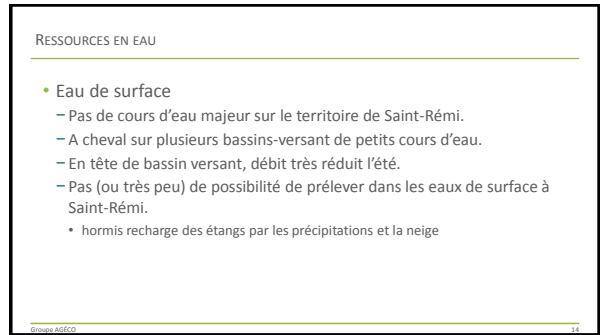 RESSOURCES EN EAU
• Eau de surface
– Pas de cours d'eau majeur sur le territoire de Saint-Rémi.
– A cheval sur plusieurs bassins-versant de petits cours d'eau.
– En tête de bassin versant, débit très réduit l'été.
– Pas (ou très peu) de possibilité de prélever dans les eaux de surface à
Saint-Rémi.
• hormis recharge des étangs par les précipitations et la neige
Groupe AGÉCO 14